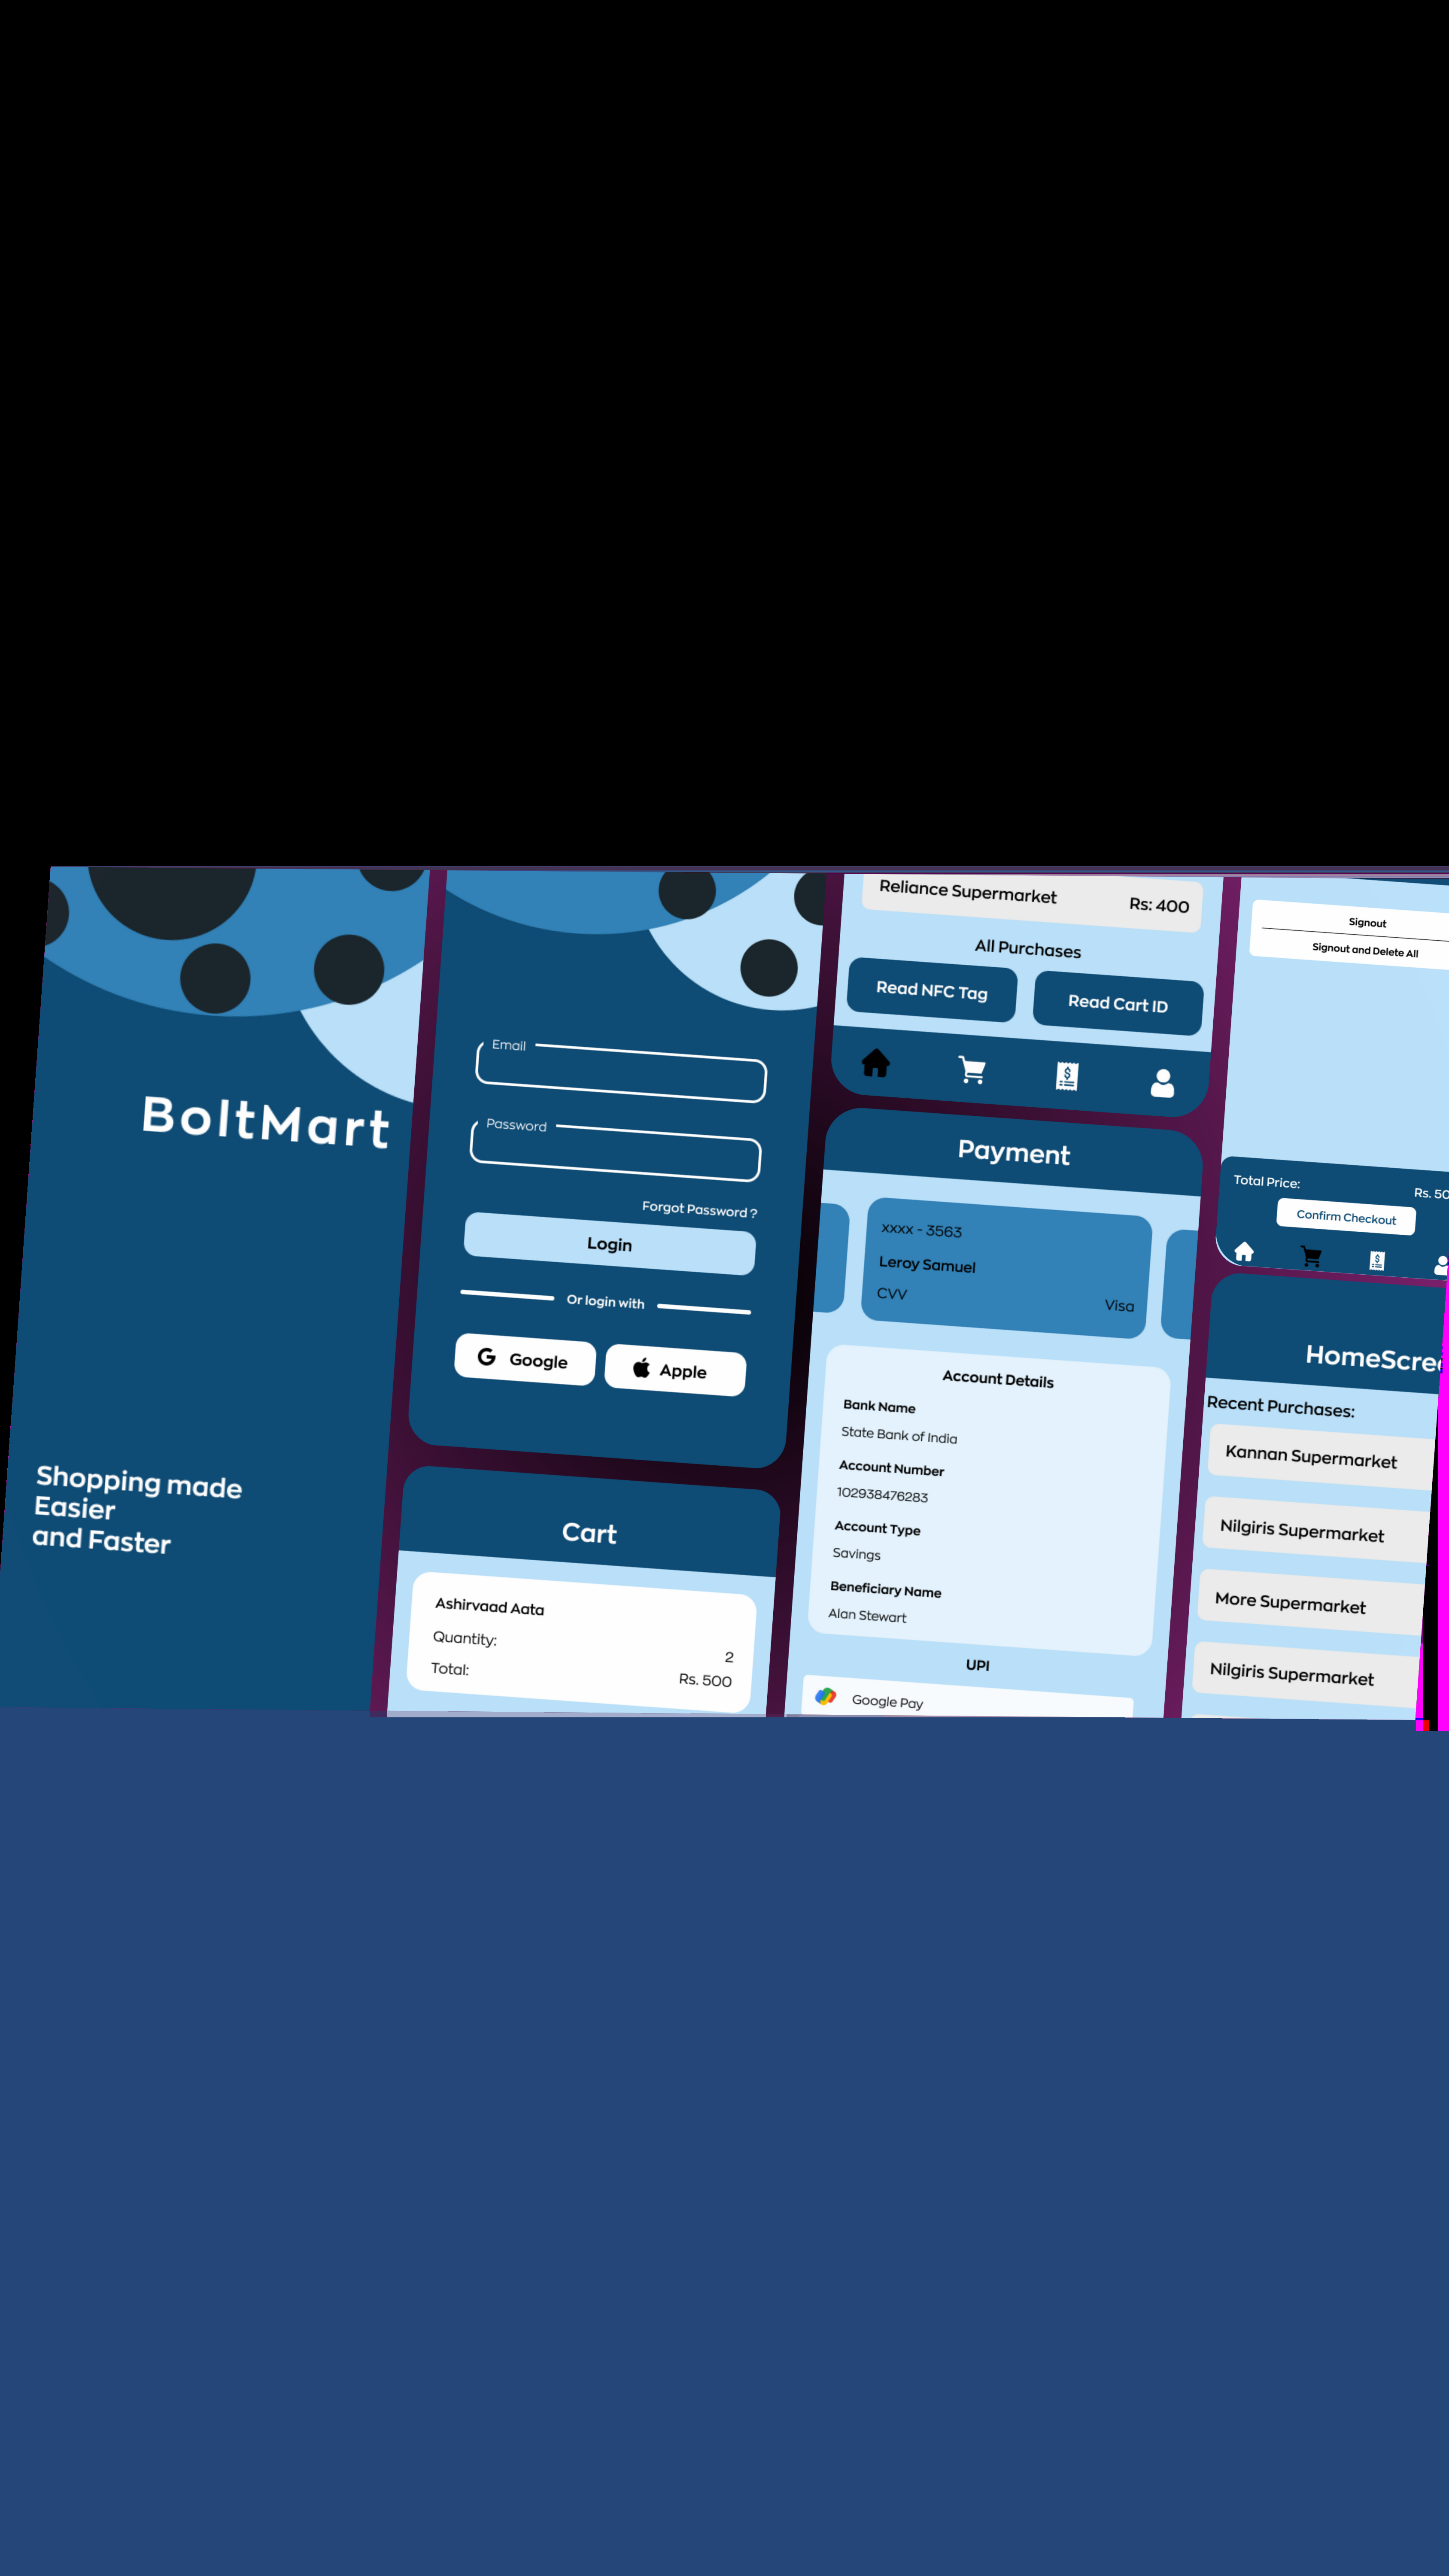 BoltMart
Shopping made
Easier
and Faster
Email
Password
Forgot Password ?
Login
Or login with
Google
Apple
Cart
Ashirvaad Aata
Quantity:
2
Total:
Rs. 500
Reliance Supermarket
Rs: 400
All Purchases
Read NFC Tag
Read Cart ID
Payment
xxxx - 3563
Leroy Samuel
CVV
Visa
Account Details
Bank Name
State Bank of India
Account Number
102938476283
Account Type
Savings
Beneficiary Name
Alan Stewart
UPI
Google Pay
Signout
Signout and Delete All
Total Price:
Rs. 50
Confirm Checkout
HomeScree
Recent Purchases:
Kannan Supermarket
Nilgiris Supermarket
More Supermarket
Nilgiris Supermarket